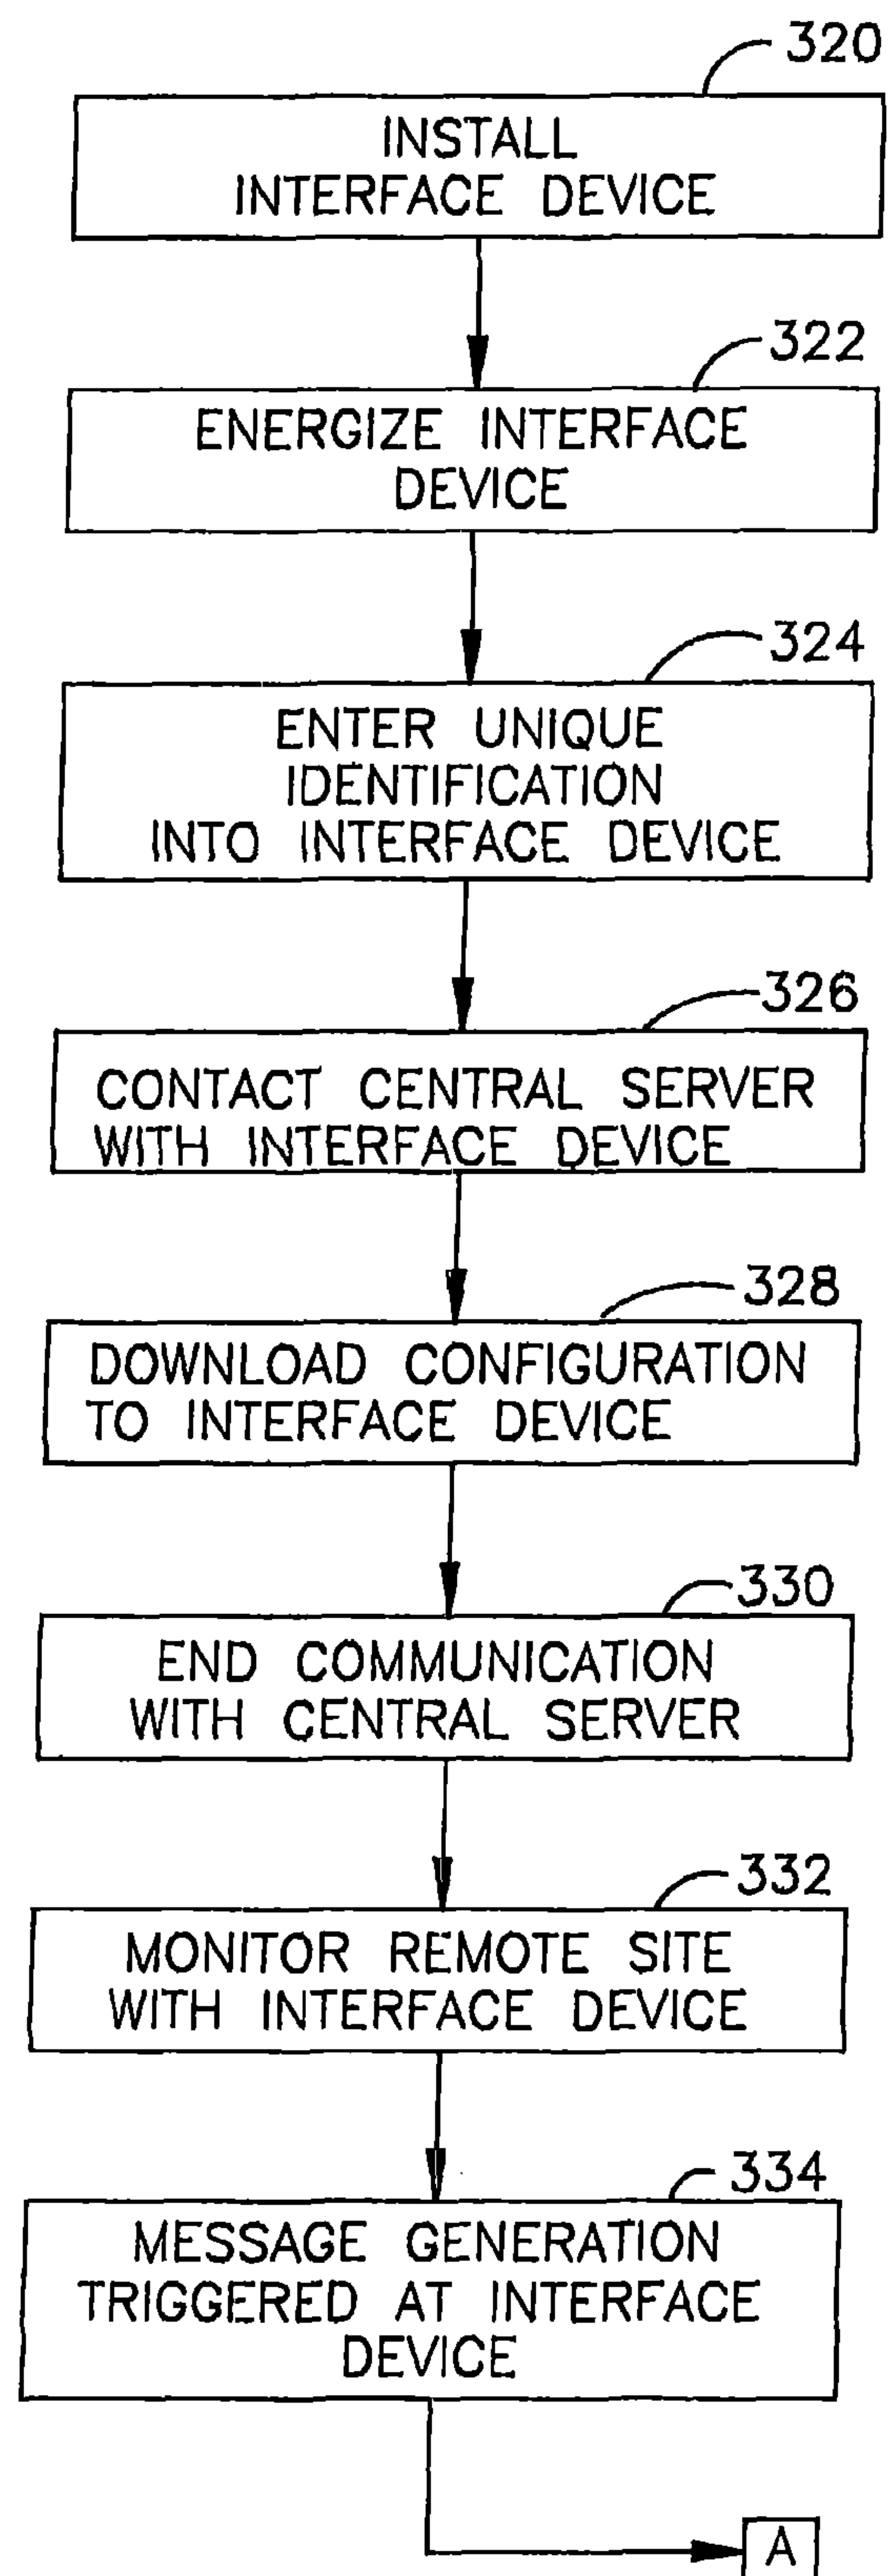 320
INSTALL
INTERFACE DEVICE
322
ENERGIZE INTERFACE
DEVICE
324
ENTER UNIQUE
IDENTIFICATION
INTO INTERFACE DEVICE
326
CONTACT CENTRAL SERVER
WITH INTERFACE DEVICE
328
DOWNLOAD CONFIGURATION
TO INTERFACE DEVICE
330
END COMMUNICATION
WITH CENTRAL SERVER
332
MONITOR REMOTE SITE
WITH INTERFACE DEVICE
334
MESSAGE GENERATION
TRIGGERED AT INTERFACE
DEVICE
A